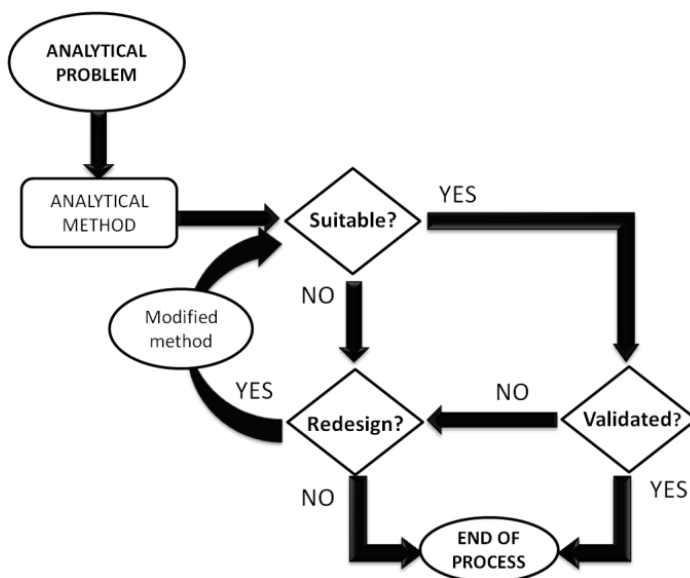 ANALYTICAL
PROBLEM
ANALYTICAL
METHOD
Suitable?
YES
NO
Modified
method
YES
Redesign?
NO
Validated?
NO
YES
END OF
PROCESS